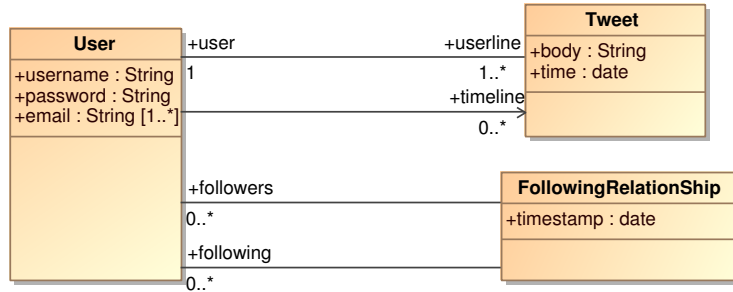 User
+username : String
+password : String
+email : String [1..*]
+user
1
+userline
1..*
+timeline
0..*
Tweet
+body : String
+time : date
+followers
0..*
+following
0..*
FollowingRelationShip
+timestamp : date